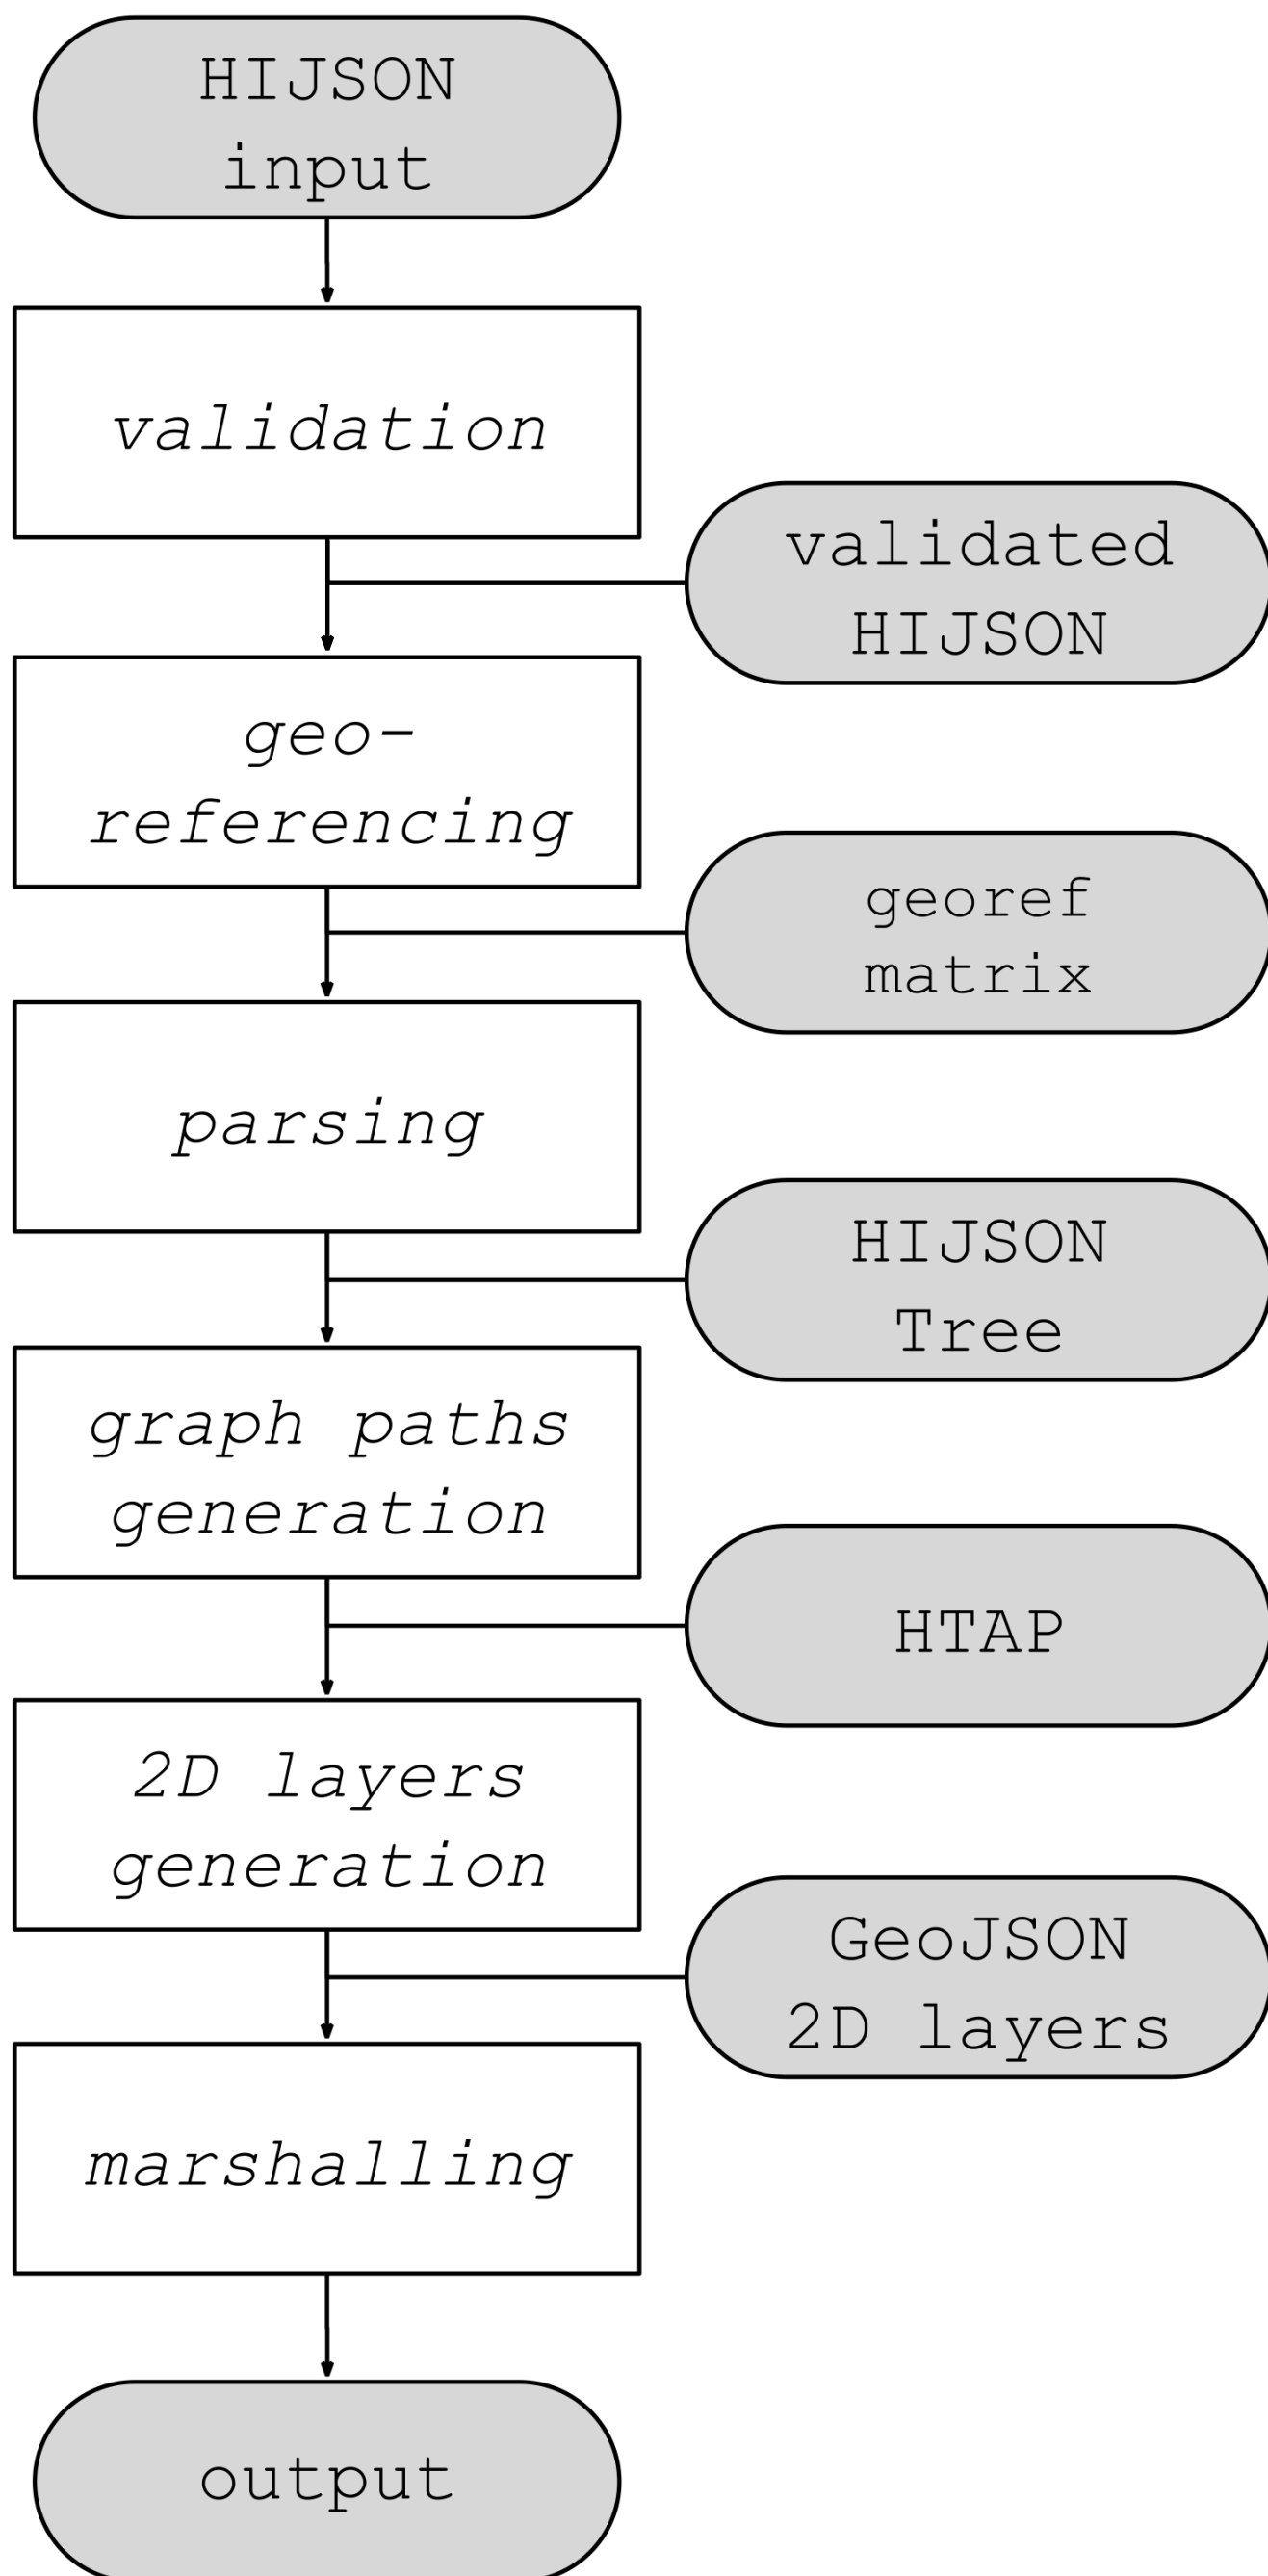 HIJSON
input
validation
validated
HIJSON
geo-
referencing
georef
matrix
parsing
HIJSON
Tree
graph paths
generation
HTAP
2D layers
generation
GeoJSON
2D layers
marshalling
output